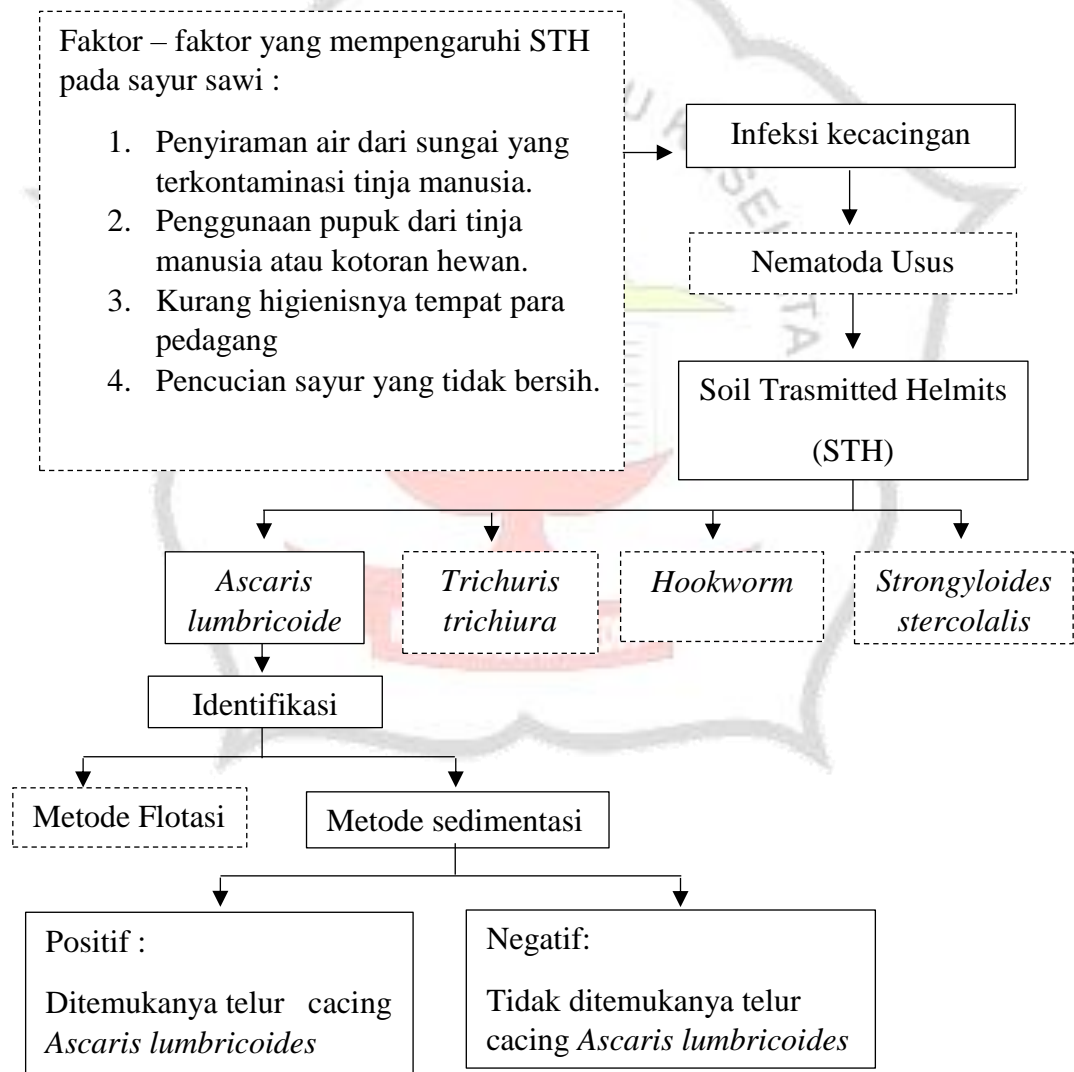 Faktor – faktor yang mempengaruhi STH
pada sayur sawi :
1. Penyiraman air dari sungai yang
terkontaminasi tinja manusia.
2. Penggunaan pupuk dari tinja
manusia atau kotoran hewan.
3. Kurang higienisnya tempat para
pedagang
4. Pencucian sayur yang tidak bersih.
Infeksi kecacingan
Nematoda Usus
Soil Trasmitted Helmits
(STH)
Ascaris
lumbricoide
Trichuris
trichiura
Hookworm
Strongyloides
stercolalis
Identifikasi
Metode Flotasi
Metode sedimentasi
Positif :
Ditemukanya telur cacing
Ascaris lumbricoides
Negatif:
Tidak ditemukanya telur
cacing Ascaris lumbricoides